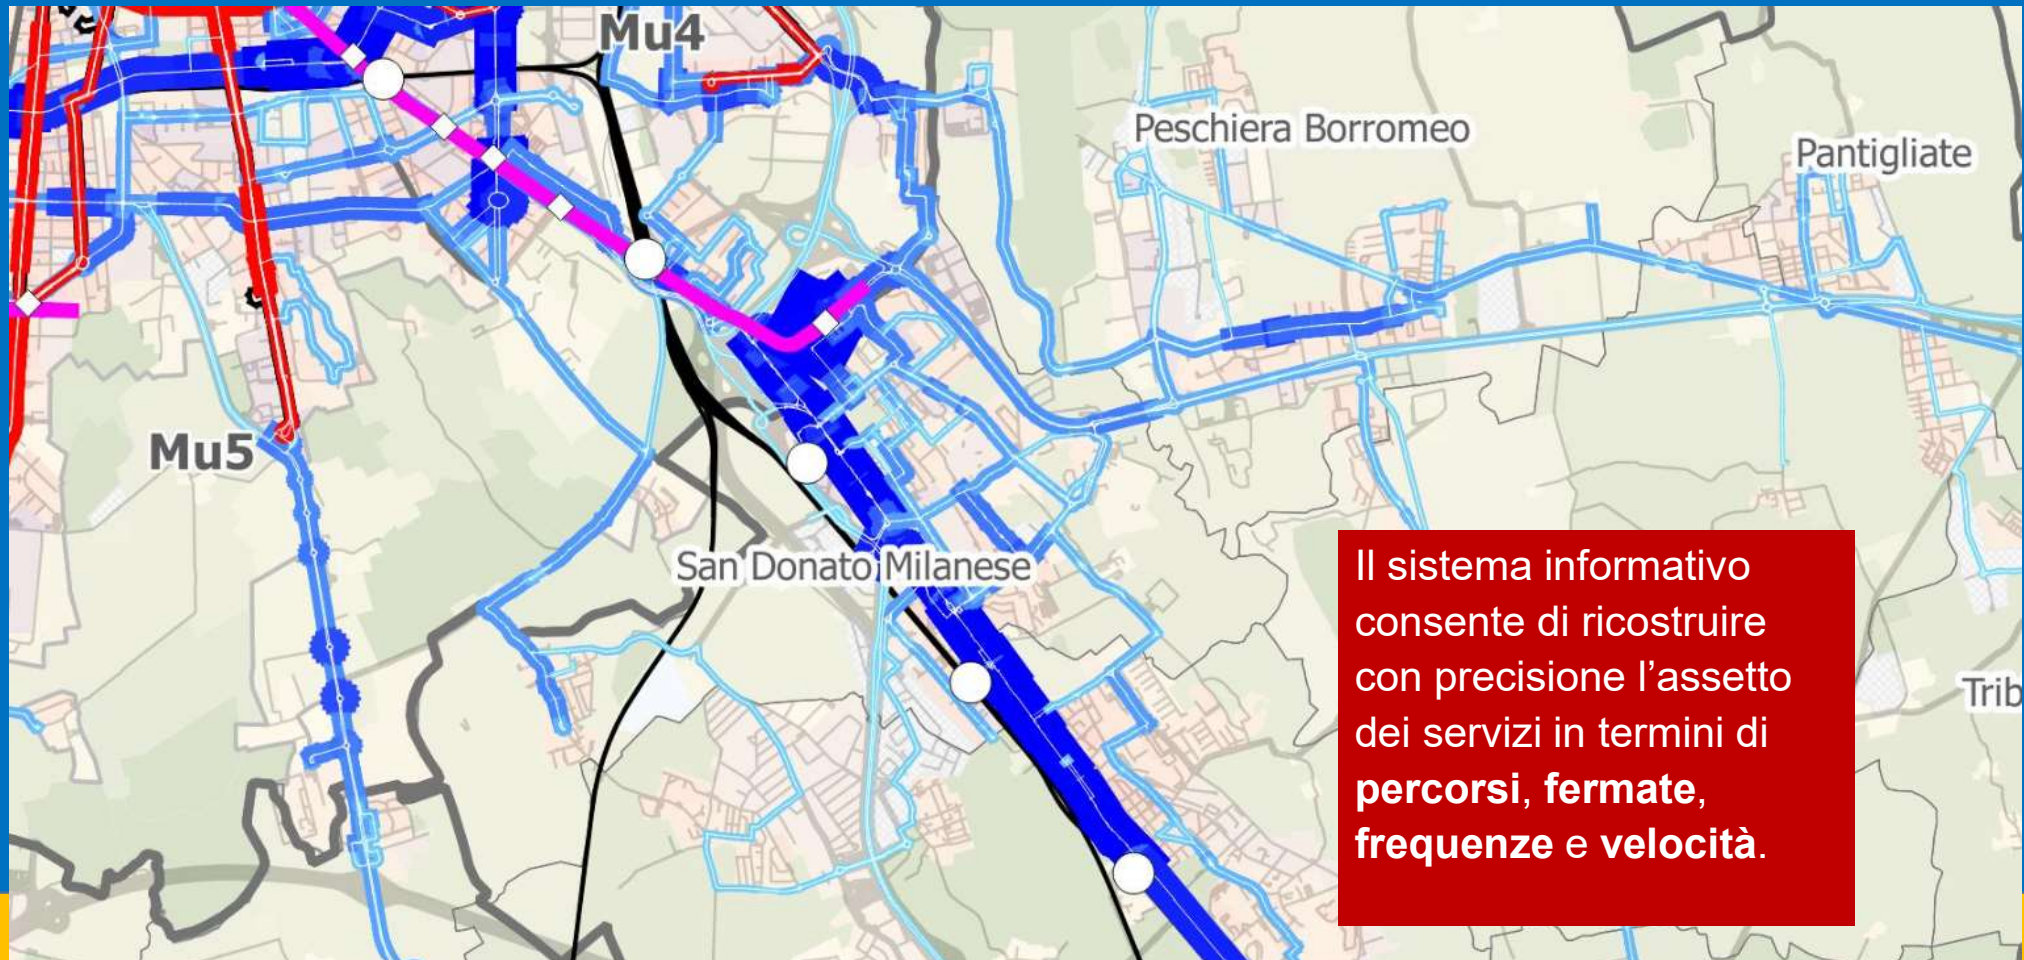 Mu4
Peschiera Borromeo
Pantigliate
Mu5
San Donato Milanese
Il sistema informativo
consente di ricostruire
con precisione l’assetto
dei servizi in termini di
percorsi, fermate,
frequenze e velocità.
Trib